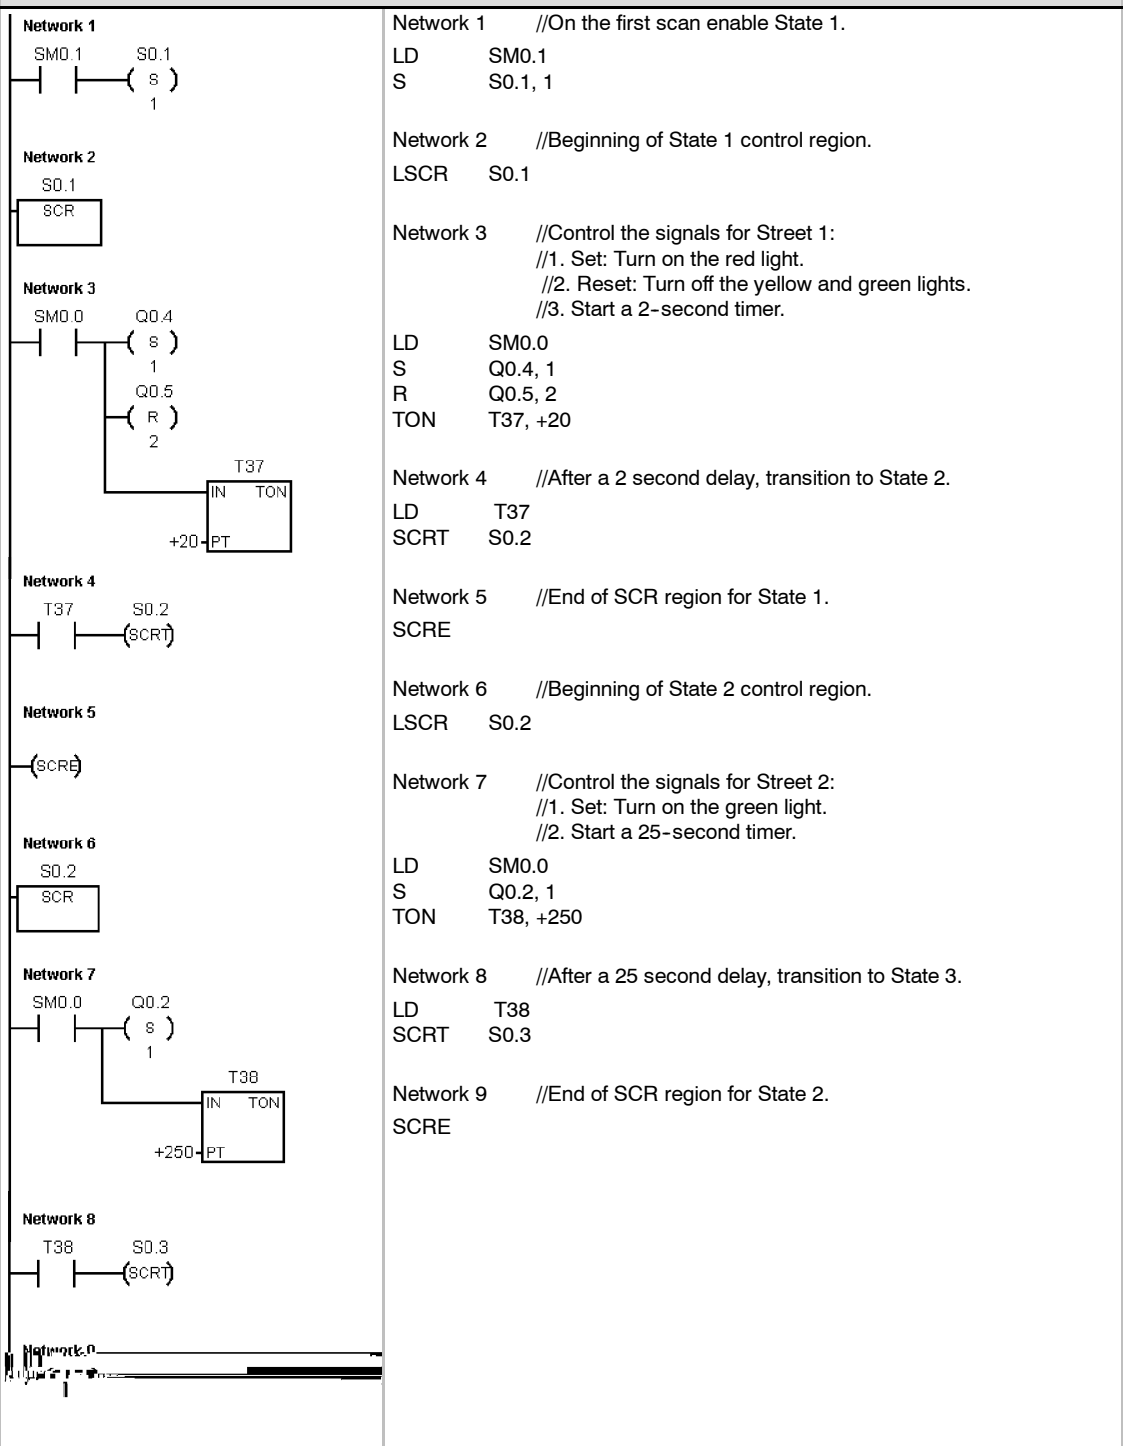 Network 1
SM0.1 S0.1
S
1
Network 2
S0.1
SCR
Network 3
SM0.0 Q0.4
S
1
Q0.5
R
2
T37
IN TON
+20 PT
Network 4
T37 S0.2
SCRT
Network 5
SCRE
Network 6
S0.2
SCR
Network 7
SM0.0 Q0.2
S
1
T38
IN TON
+250 PT
Network 8
T38 S0.3
SCRT
Network 1 //On the first scan enable State 1.
LD SM0.1
S S0.1, 1
Network 2 //Beginning of State 1 control region.
LSCR S0.1
Network 3 //Control the signals for Street 1:
//1. Set: Turn on the red light.
//2. Reset: Turn off the yellow and green lights.
//3. Start a 2-second timer.
LD SM0.0
S Q0.4, 1
R Q0.5, 2
TON T37, +20
Network 4 //After a 2 second delay, transition to State 2.
LD T37
SCRT S0.2
Network 5 //End of SCR region for State 1.
SCRE
Network 6 //Beginning of State 2 control region.
LSCR S0.2
Network 7 //Control the signals for Street 2:
//1. Set: Turn on the green light.
//2. Start a 25-second timer.
LD SM0.0
S Q0.2, 1
TON T38, +250
Network 8 //After a 25 second delay, transition to State 3.
LD T38
SCRT S0.3
Network 9 //End of SCR region for State 2.
SCRE